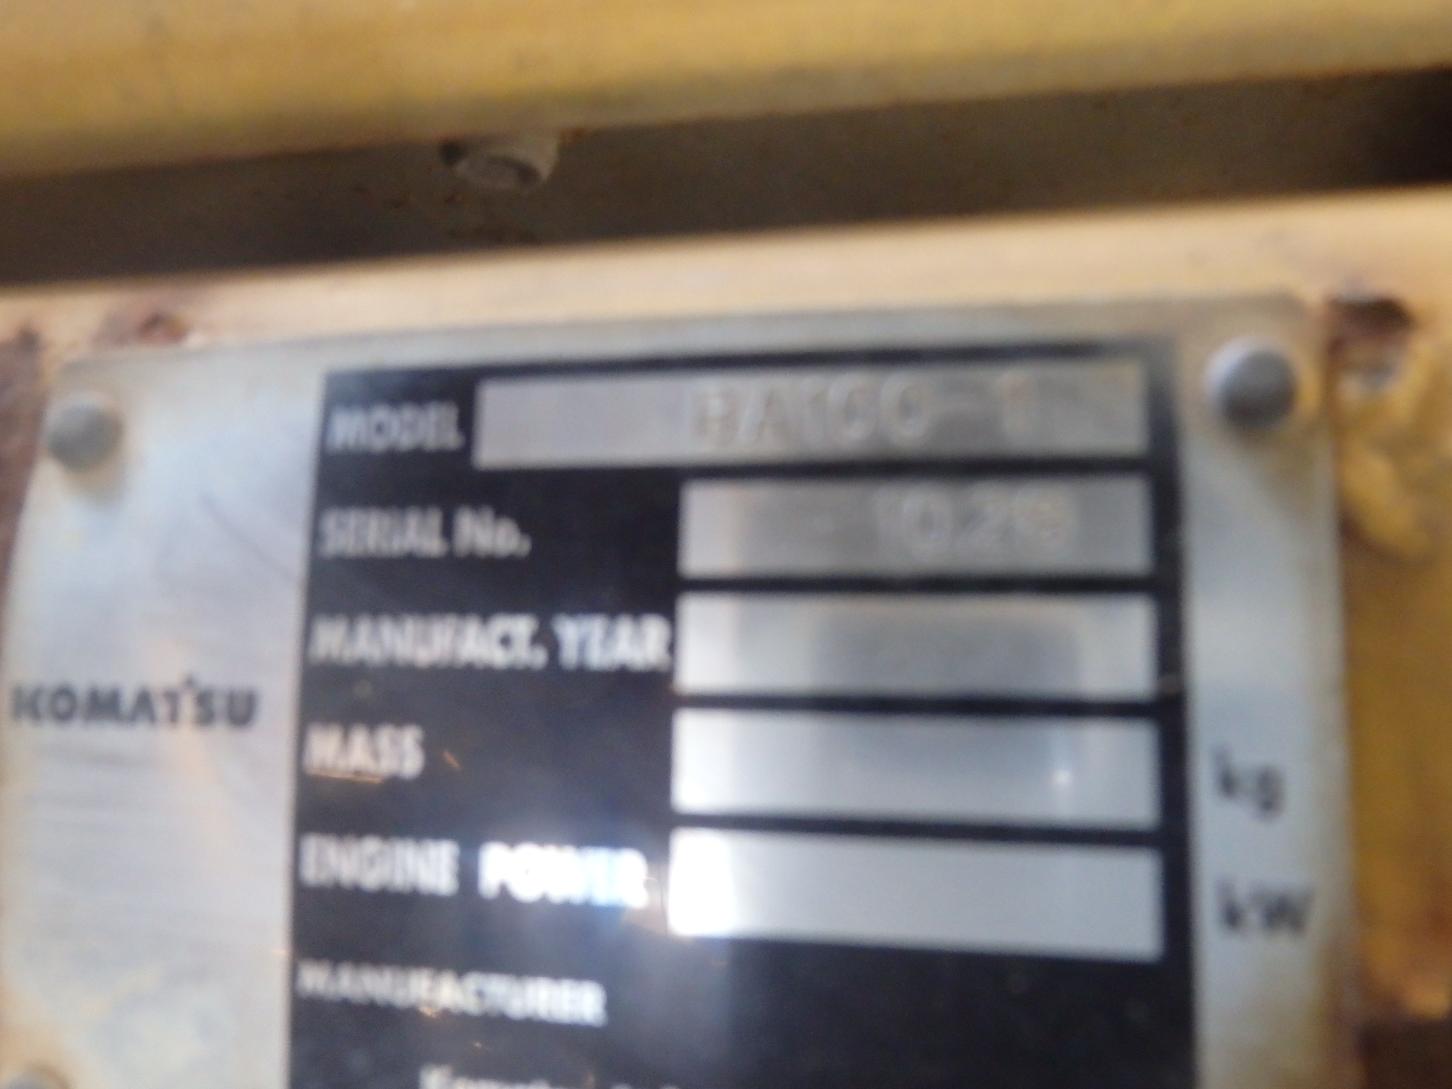 MODEL
SERIAL No.
MANUFACT. YEAR
KOMATSU
MASS
kg
ENGINE POWER
kW
MANUFACTURER